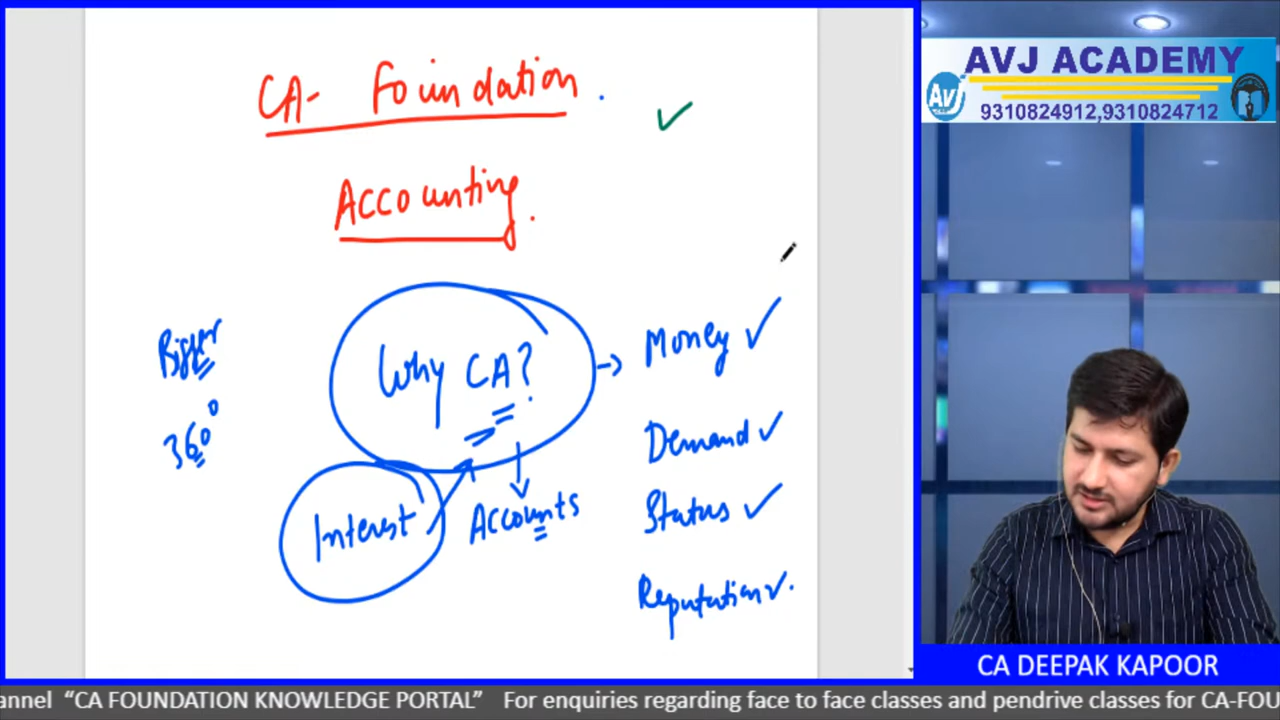 CA- Foundation.
Accounting.
Bigger
360°
Why CA?
Interest
Accounts
Money
Demand
Status
Reputation
AVJ ACADEMY
AVJ
9310824912,9310824712
CA DEEPAK KAPOOR
annel “CA FOUNDATION KNOWLEDGE PORTAL” For enquiries regarding face to face classes and pendrive classes for CA-FOU